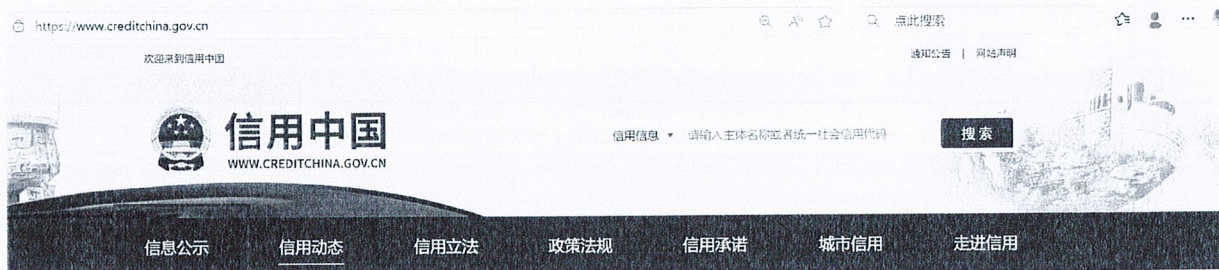 https://www.creditchina.gov.cn
点此搜索
欢迎来到信用中国
通知公告 | 网站声明
信用中国
WWW.CREDITCHINA.GOV.CN
信用信息
请输入主体名称或者统一社会信用代码
搜索
信息公示 信用动态 信用立法 政策法规 信用承诺 城市信用 走进信用